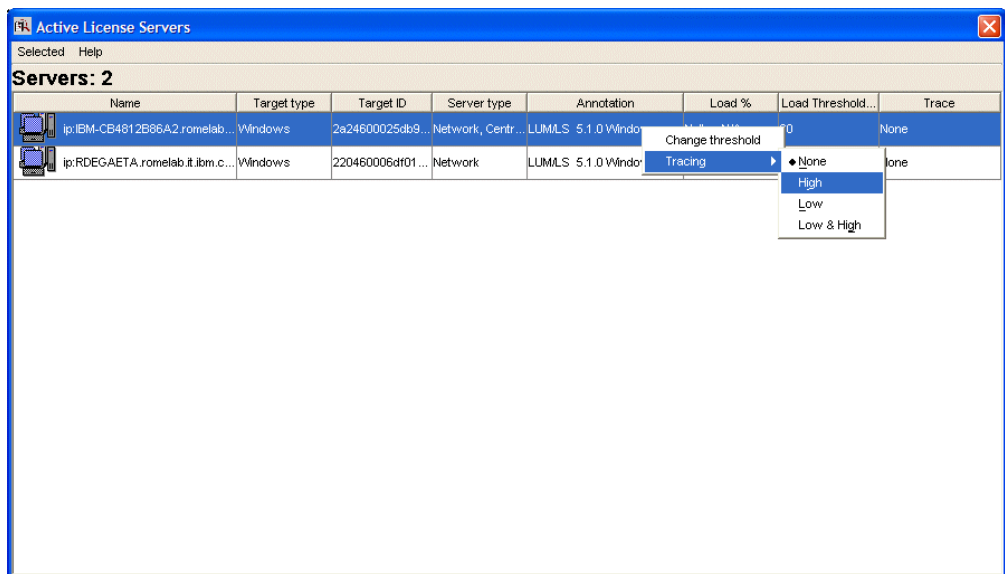 Active License Servers
Selected Help
Servers: 2
Name Target type Target ID Server type Annotation Load % Load Threshold... Trace
ip:IBM-CB4812B86A2.romelab... Windows 2a24600025db9... Network, Centr... LUM/LS 5.1.0 Windo None
Change threshold
ip:RDEGAETA.romelab.it.ibm.c... Windows 220460006df01... Network LUM/LS 5.1.0 Windo
Tracing None
High
Low
Low & High